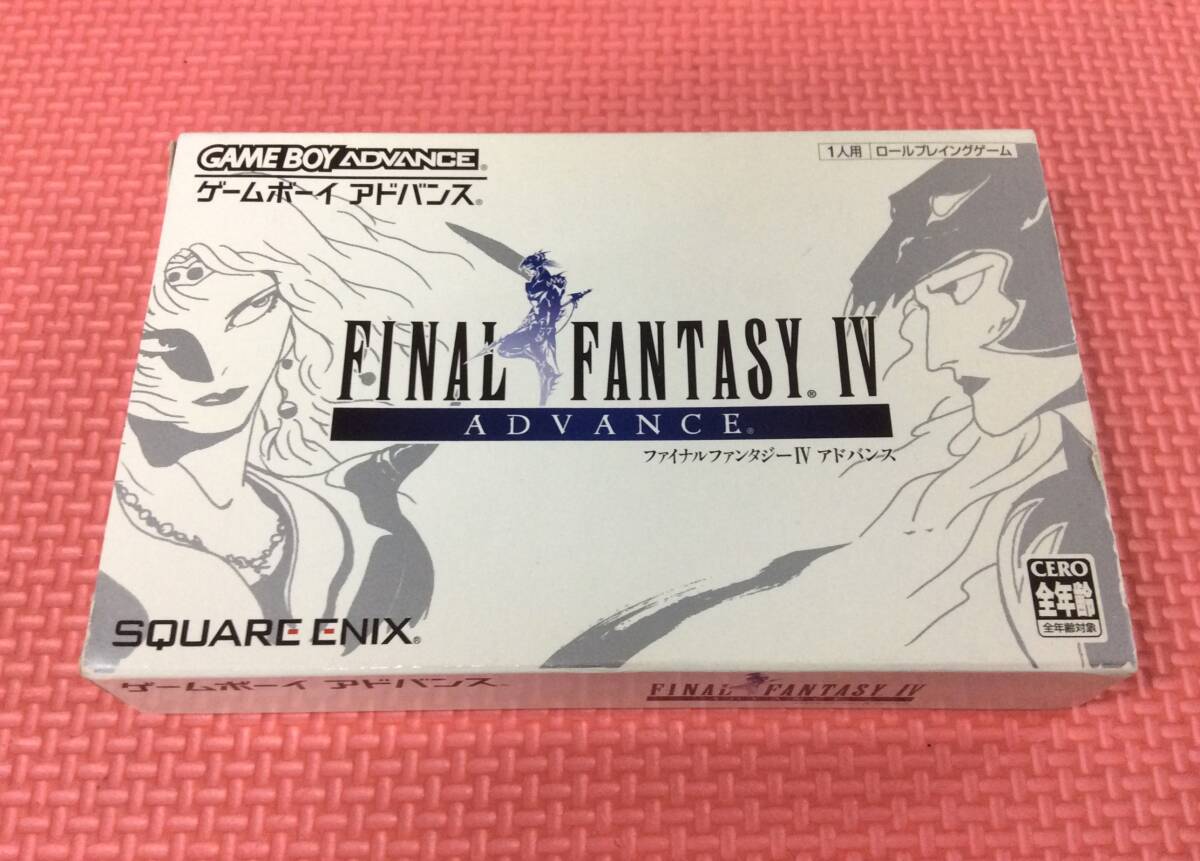 GAME BOY ADVANCE®
ゲームボーイ アドバンス®
1人用 ロールプレイングゲーム
FINAL FANTASY® IV
ADVANCE®
ファイナルファンタジーIV アドバンス
CERO
全年齢
全年齢対象
SQUARE ENIX®
ゲームボーイ アドバンス™
FINAL FANTASY IV